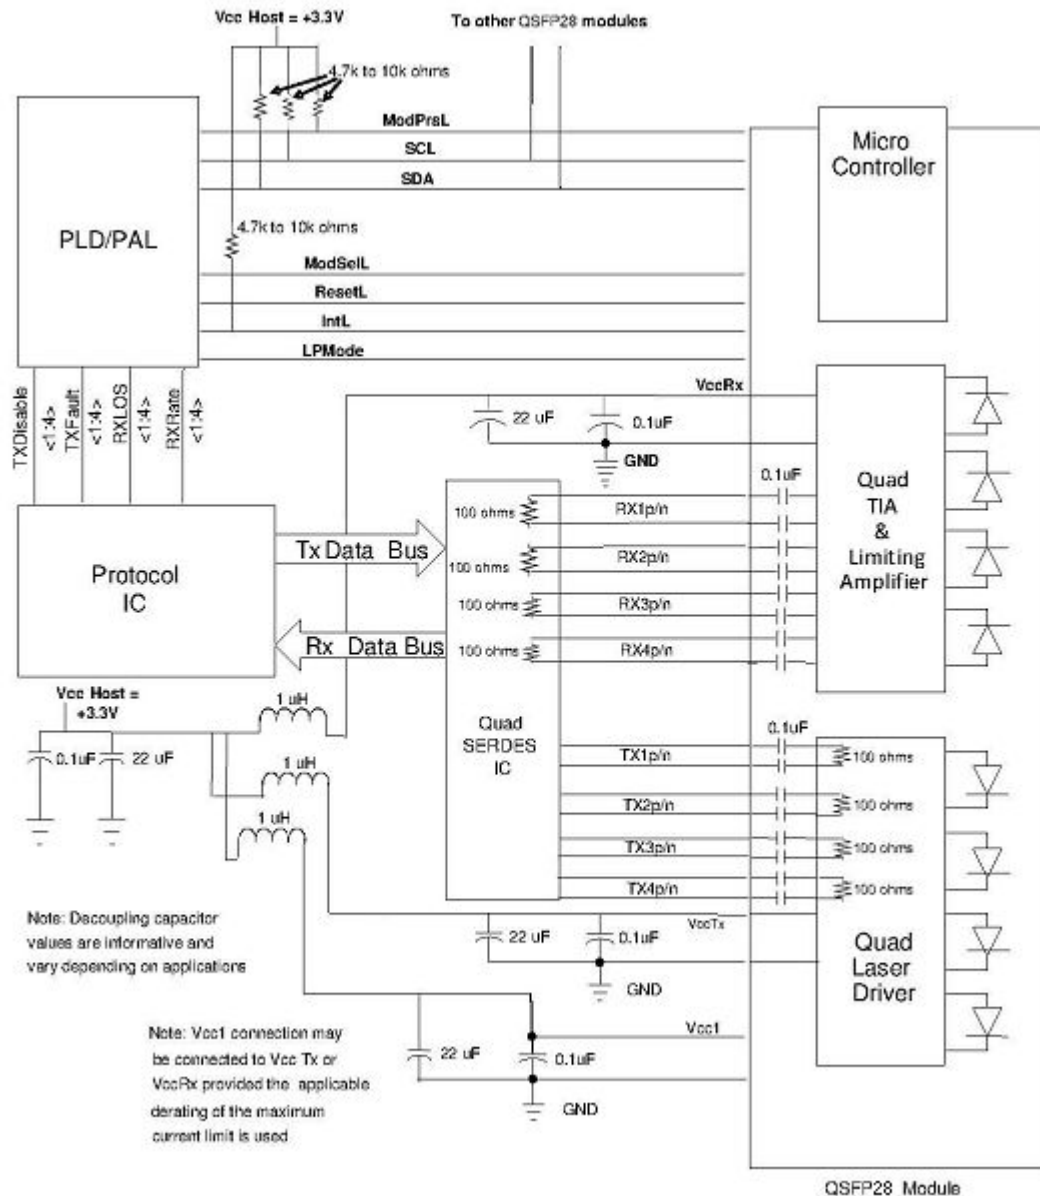 Vcc Host = +3.3V
To other QSFP28 modules
4.7k to 10k ohms
ModPrsL
SCL
SDA
4.7k to 10k ohms
PLD/PAL
ModSelL
ResetL
IntL
LPMode
Micro
Controller
TXDisable
<1:4>
TXFault
<1:4>
RXLOS
<1:4>
RXRate
<1:4>
VccRx
22 uF
0.1uF
GND
0.1uF
100 ohms
RX1p/n
100 ohms
RX2p/n
100 ohms
RX3p/n
100 ohms
RX4p/n
Quad
TIA
&
Limiting
Amplifier
Tx Data Bus
Protocol
IC
Rx Data Bus
Vcc Host =
+3.3V
0.1uF
22 uF
1 uH
1 uH
1 uH
Quad
SERDES
IC
0.1uF
TX1p/n
100 ohms
TX2p/n
100 ohms
TX3p/n
100 ohms
TX4p/n
100 ohms
Note: Decoupling capacitor
values are informative and
vary depending on applications
VccTx
22 uF
0.1uF
GND
Quad
Laser
Driver
Note: Vcc1 connection may
be connected to Vcc Tx or
VccRx provided the applicable
derating of the maximum
current limit is used
Vcc1
22 uF
0.1uF
GND
QSFP28 Module